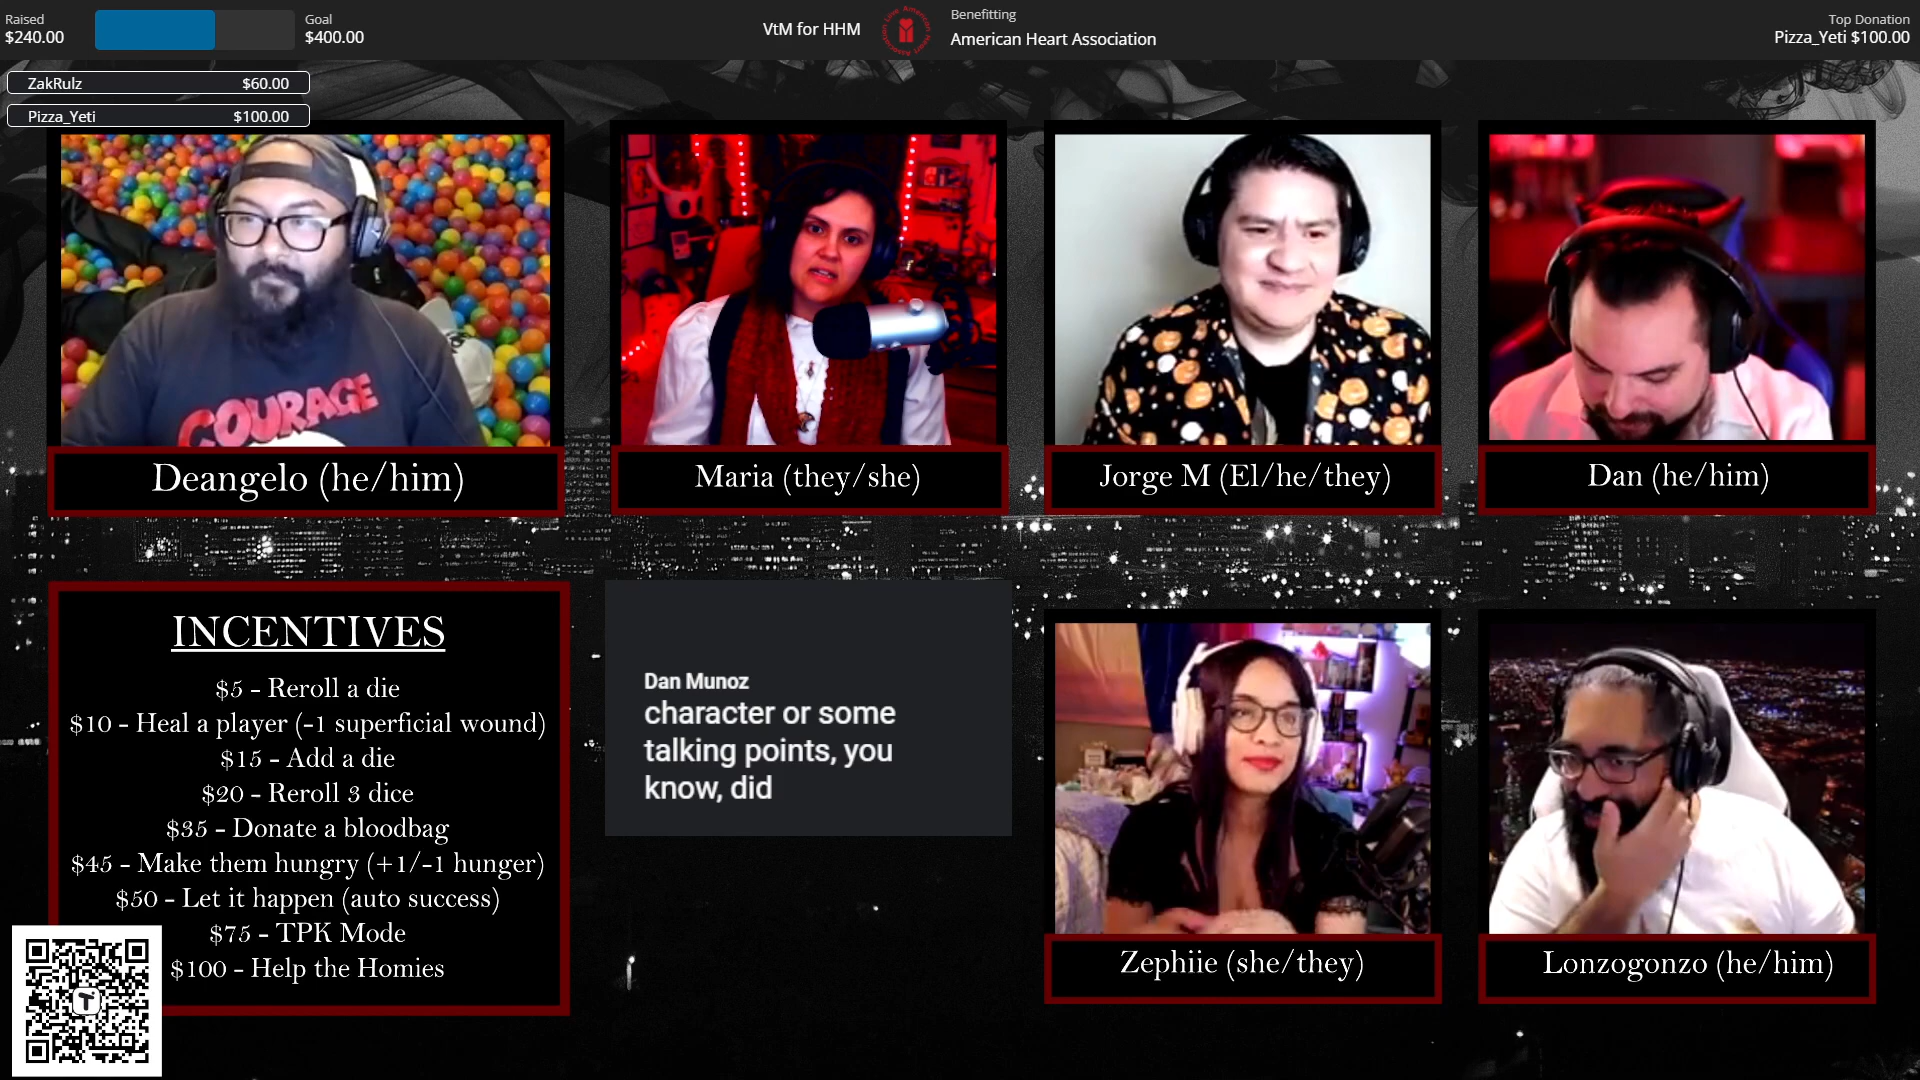 Raised
$240.00
Goal
$400.00
VtM for HHM
Benefitting
American Heart Association
Top Donation
Pizza_Yeti $100.00
ZakRulz $60.00
Pizza_Yeti $100.00
COURAGE
Deangelo (he/him)
Maria (they/she)
Jorge M (El/he/they)
Dan (he/him)
INCENTIVES
$5 - Reroll a die
$10 - Heal a player (-1 superficial wound)
$15 - Add a die
$20 - Reroll 3 dice
$35 - Donate a bloodbag
$45 - Make them hungry (+1/-1 hunger)
$50 - Let it happen (auto success)
$75 - TPK Mode
$100 - Help the Homies
T
Dan Munoz
character or some
talking points, you
know, did
Zephiie (she/they)
Lonzogonzo (he/him)